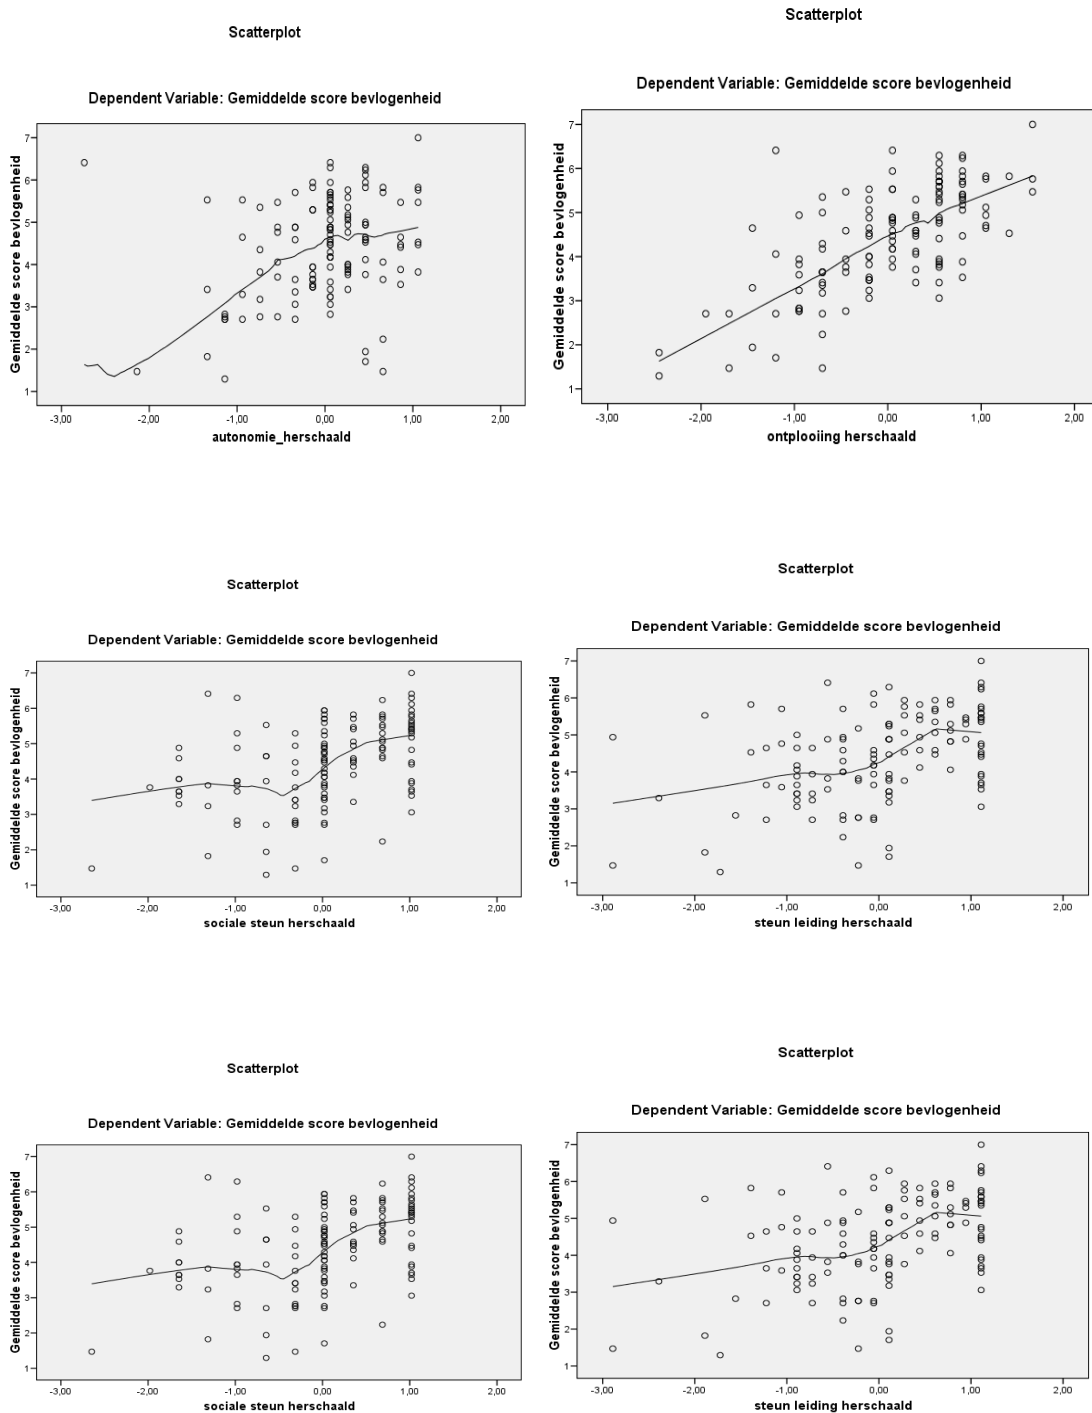 Scatterplot
Dependent Variable: Gemiddelde score bevlogenheid
Gemiddelde score bevlogenheid
7
6
5
4
3
2
1
-3,00 -2,00 -1,00 0,00 1,00 2,00
autonomie_herschaald
Scatterplot
Dependent Variable: Gemiddelde score bevlogenheid
Gemiddelde score bevlogenheid
7
6
5
4
3
2
1
-3,00 -2,00 -1,00 0,00 1,00 2,00
ontplooiing herschaald
Scatterplot
Dependent Variable: Gemiddelde score bevlogenheid
Gemiddelde score bevlogenheid
7
6
5
4
3
2
1
-3,00 -2,00 -1,00 0,00 1,00 2,00
sociale steun herschaald
Scatterplot
Dependent Variable: Gemiddelde score bevlogenheid
Gemiddelde score bevlogenheid
7
6
5
4
3
2
1
-3,00 -2,00 -1,00 0,00 1,00 2,00
steun leiding herschaald
Scatterplot
Dependent Variable: Gemiddelde score bevlogenheid
Gemiddelde score bevlogenheid
7
6
5
4
3
2
1
-3,00 -2,00 -1,00 0,00 1,00 2,00
sociale steun herschaald
Scatterplot
Dependent Variable: Gemiddelde score bevlogenheid
Gemiddelde score bevlogenheid
7
6
5
4
3
2
1
-3,00 -2,00 -1,00 0,00 1,00 2,00
steun leiding herschaald